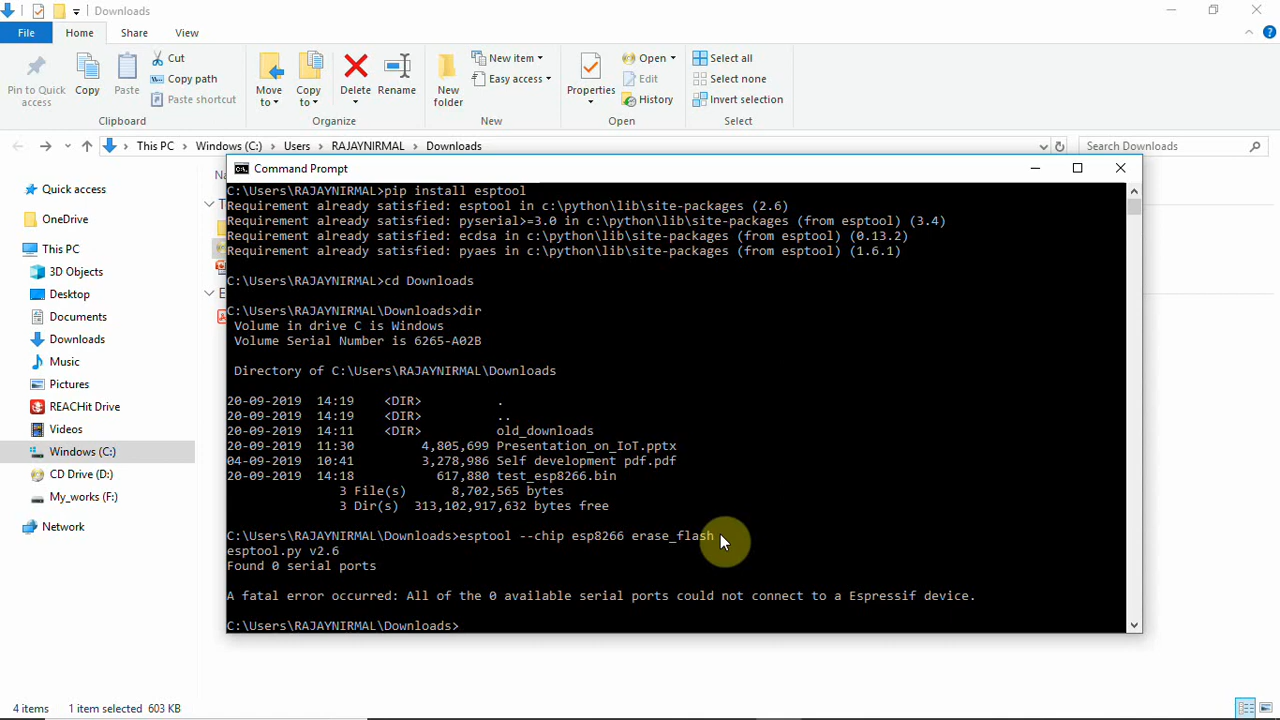 Downloads
File Home Share View
Pin to Quick access
Copy
Paste
Cut
Copy path
Paste shortcut
Clipboard
Move to
Copy to
Delete
Rename
Organize
New folder
New item
Easy access
New
Properties
Open
Edit
History
Open
Select all
Select none
Invert selection
Select
This PC Windows (C:) Users RAJAYNIRMAL Downloads
Search Downloads
Quick access
OneDrive
This PC
3D Objects
Desktop
Documents
Downloads
Music
Pictures
REACHit Drive
Videos
Windows (C:)
CD Drive (D:)
My_works (F:)
Network
Command Prompt
C:\Users\RAJAYNIRMAL>pip install esptool
Requirement already satisfied: esptool in c:\python\lib\site-packages (2.6)
Requirement already satisfied: pyserial>=3.0 in c:\python\lib\site-packages (from esptool) (3.4)
Requirement already satisfied: ecdsa in c:\python\lib\site-packages (from esptool) (0.13.2)
Requirement already satisfied: pyaes in c:\python\lib\site-packages (from esptool) (1.6.1)
C:\Users\RAJAYNIRMAL>cd Downloads
C:\Users\RAJAYNIRMAL\Downloads>dir
Volume in drive C is Windows
Volume Serial Number is 6265-A02B
Directory of C:\Users\RAJAYNIRMAL\Downloads
20-09-2019 14:19 <DIR> .
20-09-2019 14:19 <DIR> ..
20-09-2019 14:11 <DIR> old_downloads
20-09-2019 11:30 4,805,699 Presentation_on_IoT.pptx
04-09-2019 10:41 3,278,986 Self development pdf.pdf
20-09-2019 14:18 617,880 test_esp8266.bin
3 File(s) 8,702,565 bytes
3 Dir(s) 313,102,917,632 bytes free
C:\Users\RAJAYNIRMAL\Downloads>esptool --chip esp8266 erase_flash
esptool.py v2.6
Found 0 serial ports
A fatal error occurred: All of the 0 available serial ports could not connect to a Espressif device.
C:\Users\RAJAYNIRMAL\Downloads>
4 items 1 item selected 603 KB